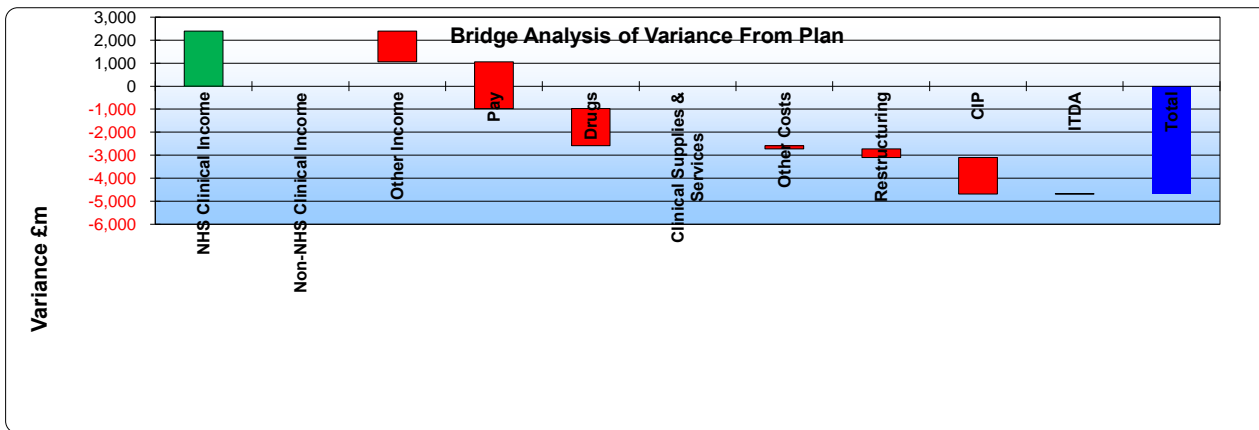 Bridge Analysis of Variance From Plan
Variance £m
3,000
2,000
1,000
0
-1,000
-2,000
-3,000
-4,000
-5,000
-6,000
NHS Clinical Income
Non-NHS Clinical Income
Other Income
Pay
Drugs
Clinical Supplies &
Services
Other Costs
Restructuring
CIP
ITDA
Total